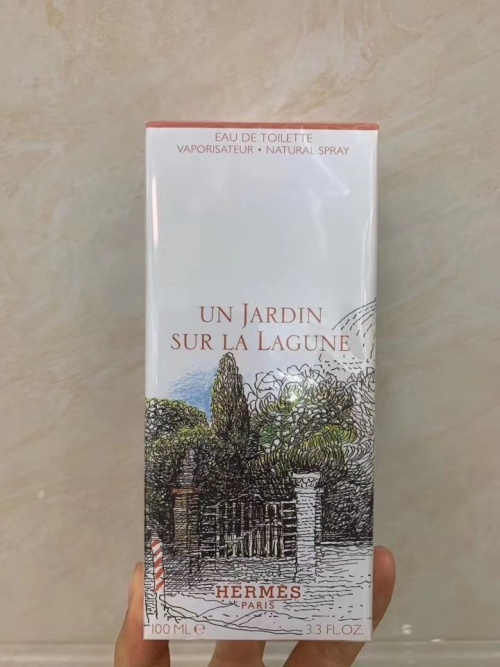 EAU DE TOILETTE
VAPORISATEUR • NATURAL SPRAY
UN JARDIN
SUR LA LAGUNE
HERMÈS
PARIS
100 ML ℮ 3.3 FL.OZ.